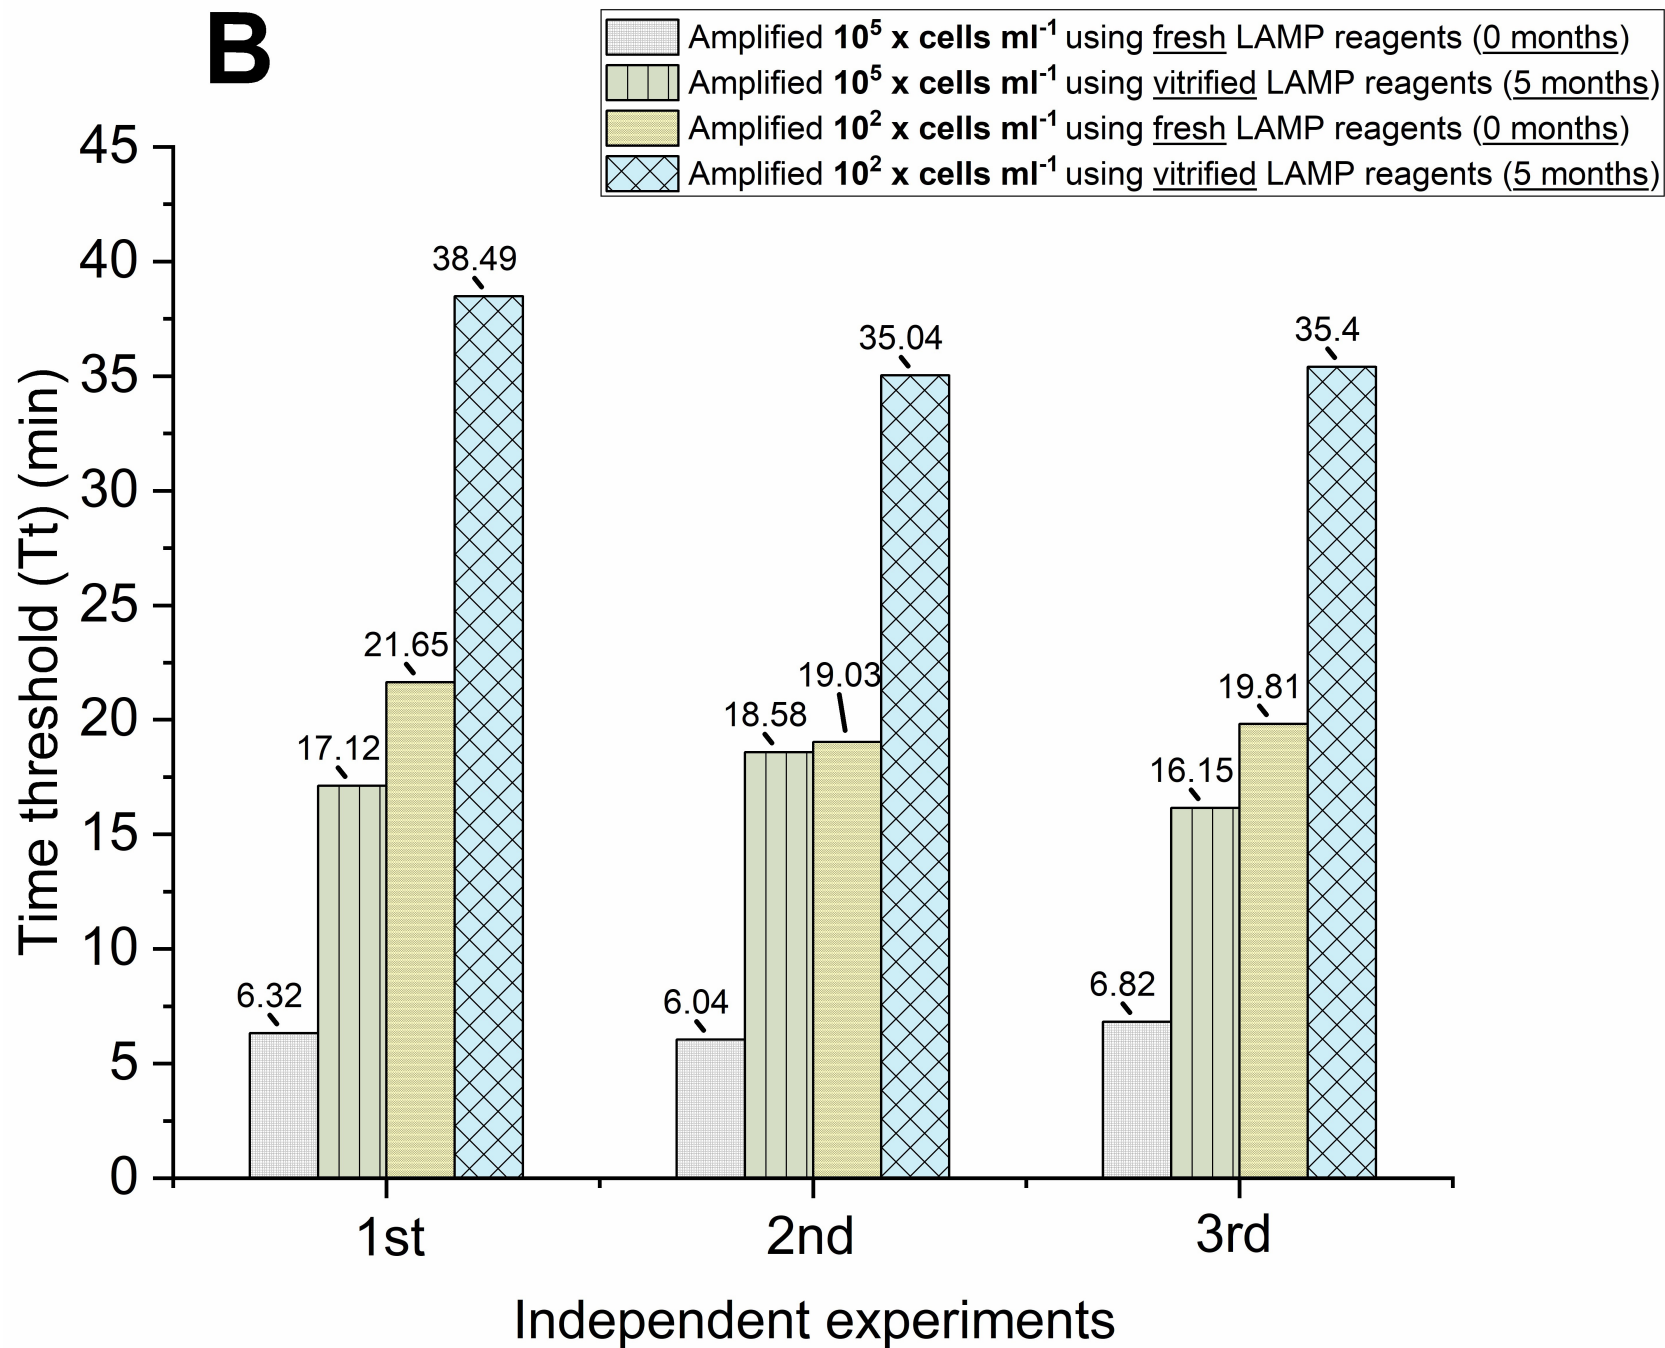 B
Amplified 10⁵ x cells ml⁻¹ using fresh LAMP reagents (0 months)
Amplified 10⁵ x cells ml⁻¹ using vitrified LAMP reagents (5 months)
Amplified 10² x cells ml⁻¹ using fresh LAMP reagents (0 months)
Amplified 10² x cells ml⁻¹ using vitrified LAMP reagents (5 months)
Time threshold (Tt) (min)
45
40
35
30
25
20
15
10
5
0
6.32
17.12
21.65
38.49
6.04
18.58
19.03
35.04
6.82
16.15
19.81
35.4
1st
2nd
3rd
Independent experiments